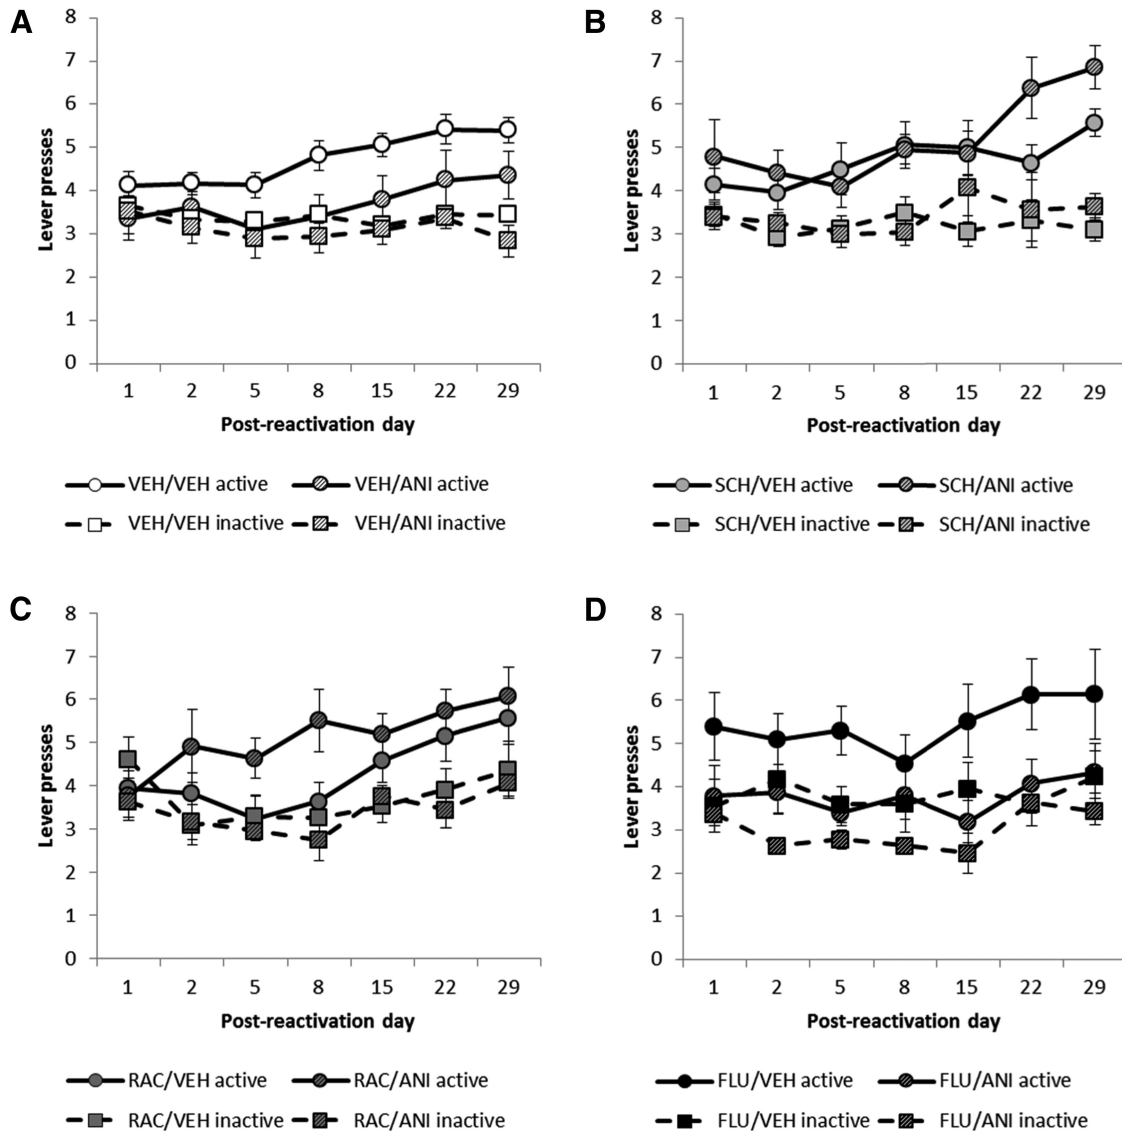 A
8
7
6
5
4
3
2
1
0
Lever presses
1 2 5 8 15 22 29
Post-reactivation day
VEH/VEH active VEH/ANI active
VEH/VEH inactive VEH/ANI inactive
B
8
7
6
5
4
3
2
1
0
Lever presses
1 2 5 8 15 22 29
Post-reactivation day
SCH/VEH active SCH/ANI active
SCH/VEH inactive SCH/ANI inactive
C
8
7
6
5
4
3
2
1
0
Lever presses
1 2 5 8 15 22 29
Post-reactivation day
RAC/VEH active RAC/ANI active
RAC/VEH inactive RAC/ANI inactive
D
8
7
6
5
4
3
2
1
0
Lever presses
1 2 5 8 15 22 29
Post-reactivation day
FLU/VEH active FLU/ANI active
FLU/VEH inactive FLU/ANI inactive